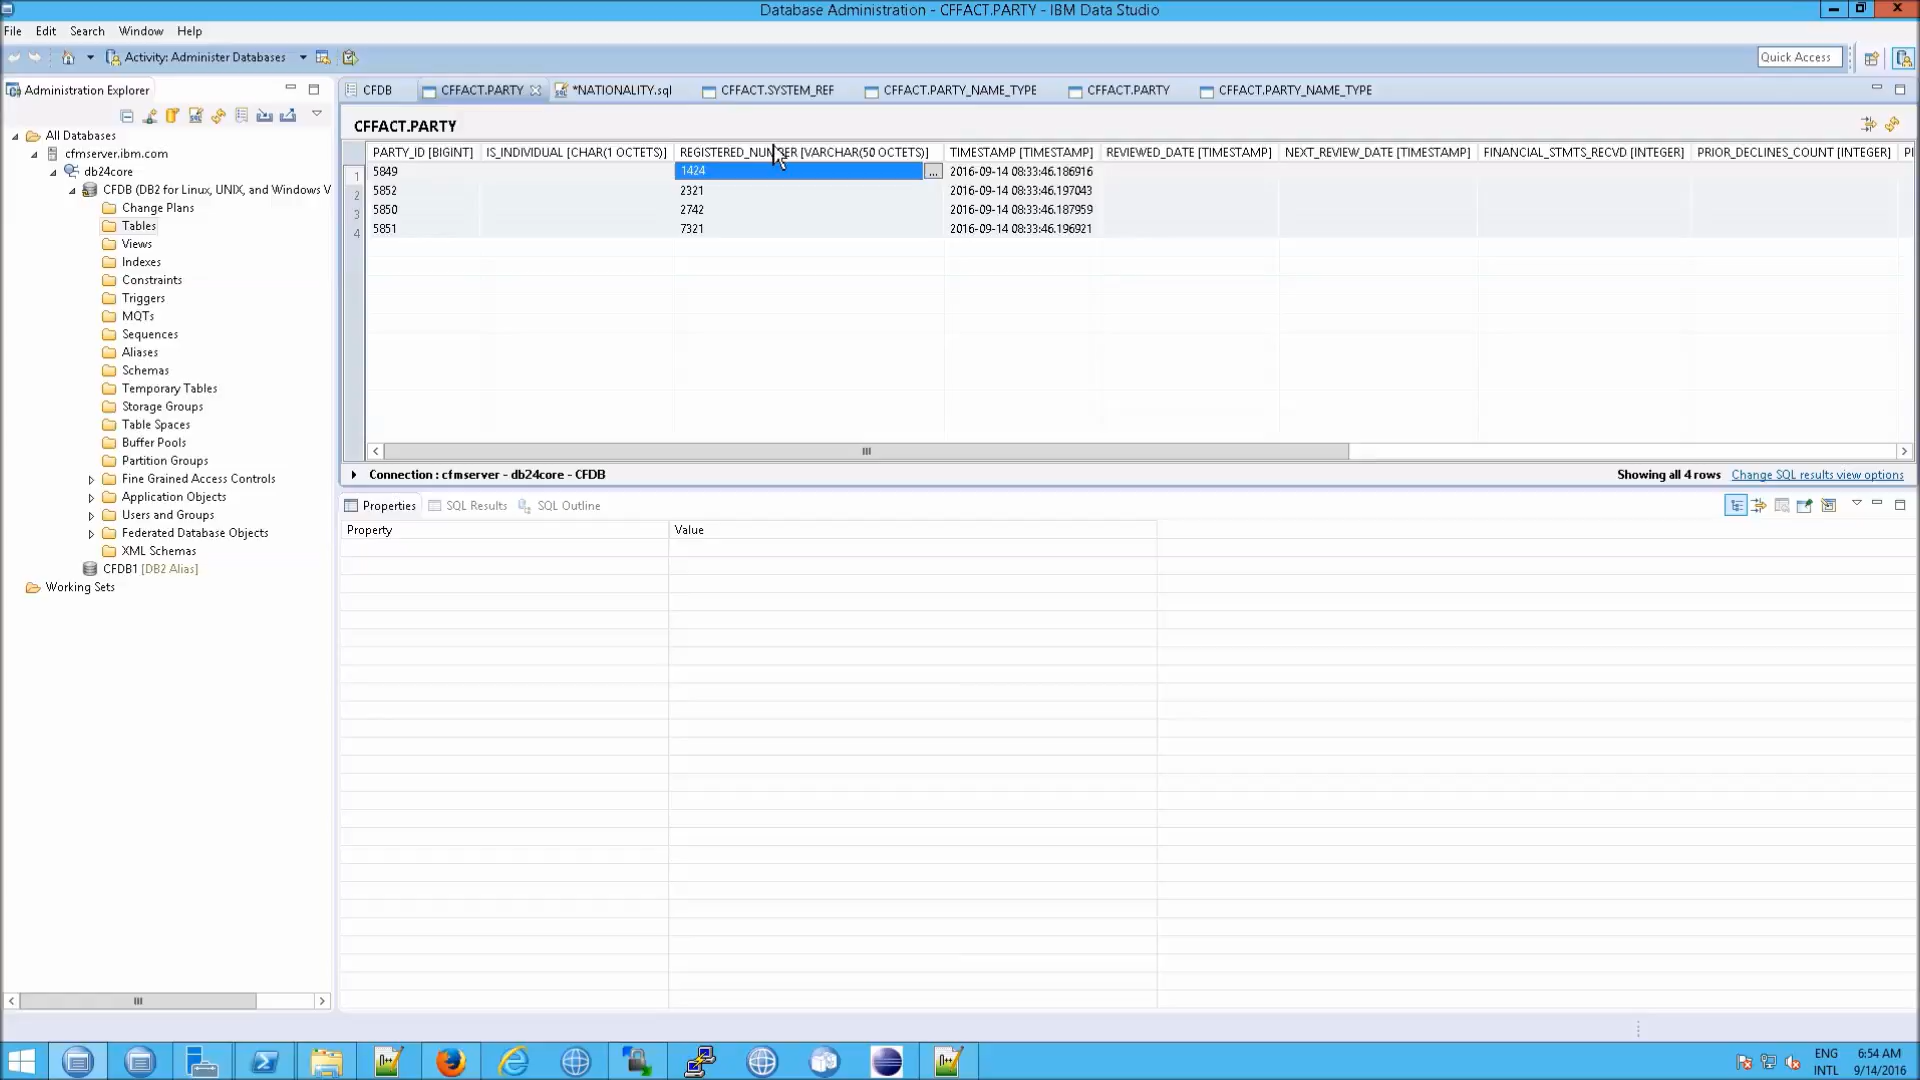 Database Administration - CFFACT.PARTY - IBM Data Studio
File Edit Search Window Help
Activity: Administer Databases
Quick Access
Administration Explorer
CFDB
CFFACT.PARTY
*NATIONALITY.sql
CFFACT.SYSTEM_REF
CFFACT.PARTY_NAME_TYPE
CFFACT.PARTY
CFFACT.PARTY_NAME_TYPE
All Databases
cfmserver.ibm.com
db24core
CFDB (DB2 for Linux, UNIX, and Windows V
Change Plans
Tables
Views
Indexes
Constraints
Triggers
MQTs
Sequences
Aliases
Schemas
Temporary Tables
Storage Groups
Table Spaces
Buffer Pools
Partition Groups
Fine Grained Access Controls
Application Objects
Users and Groups
Federated Database Objects
XML Schemas
CFDB1 [DB2 Alias]
Working Sets
CFFACT.PARTY
PARTY_ID [BIGINT] IS_INDIVIDUAL [CHAR(1 OCTETS)] REGISTERED_NUMBER [VARCHAR(50 OCTETS)] TIMESTAMP [TIMESTAMP] REVIEWED_DATE [TIMESTAMP] NEXT_REVIEW_DATE [TIMESTAMP] FINANCIAL_STMTS_RECVD [INTEGER] PRIOR_DECLINES_COUNT [INTEGER] PI
1 5849 1424 ... 2016-09-14 08:33:46.186916
2 5852 2321 2016-09-14 08:33:46.197043
3 5850 2742 2016-09-14 08:33:46.187959
4 5851 7321 2016-09-14 08:33:46.196921
Connection : cfmserver - db24core - CFDB
Showing all 4 rows Change SQL results view options
Properties SQL Results SQL Outline
Property Value
ENG 6:54 AM
INTL 9/14/2016